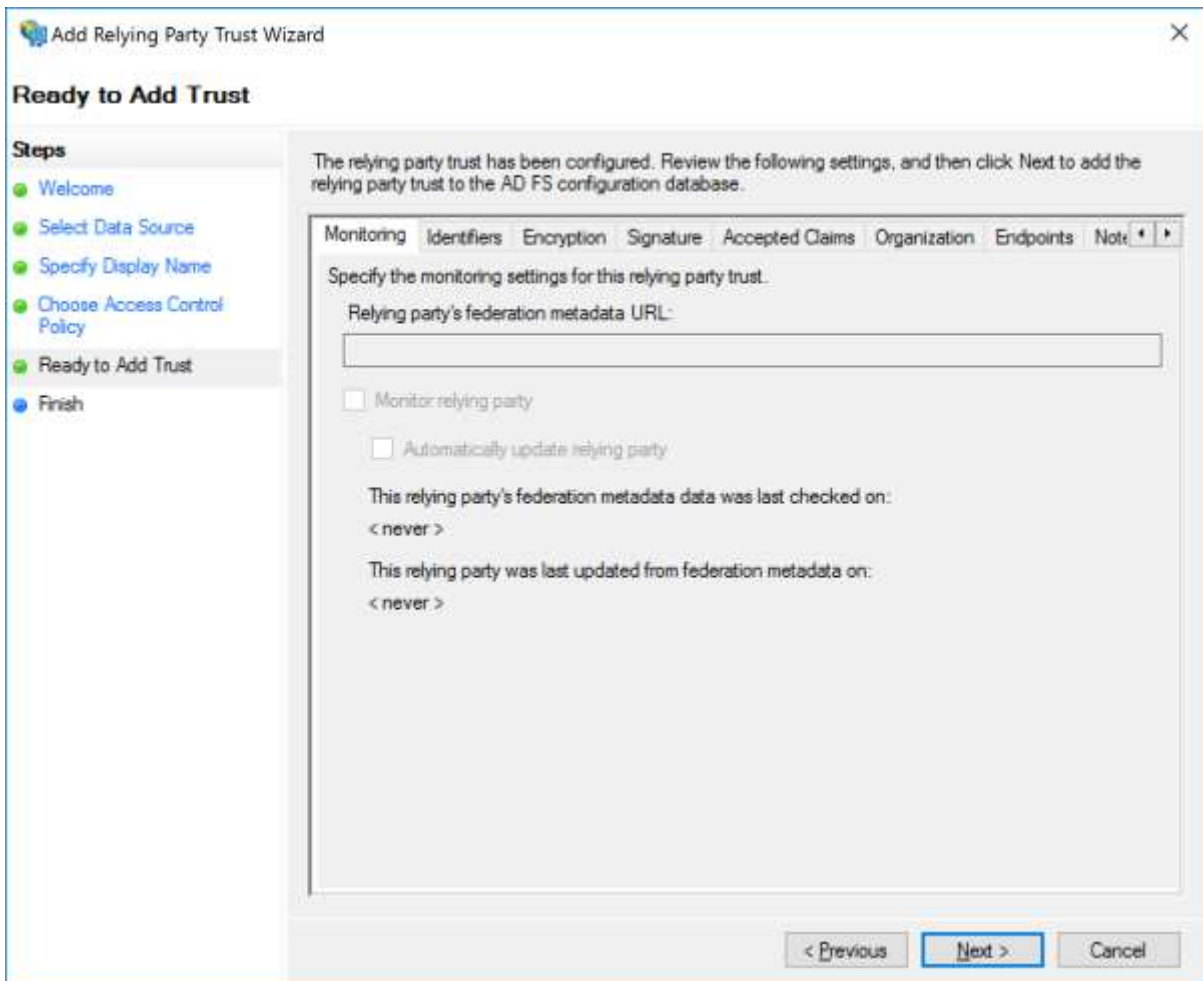 Add Relying Party Trust Wizard
Ready to Add Trust
Steps
Welcome
Select Data Source
Specify Display Name
Choose Access Control
Policy
Ready to Add Trust
Finish
The relying party trust has been configured. Review the following settings, and then click Next to add the
relying party trust to the AD FS configuration database.
Monitoring Identifiers Encryption Signature Accepted Claims Organization Endpoints Note
Specify the monitoring settings for this relying party trust.
Relying party's federation metadata URL:
Monitor relying party
Automatically update relying party
This relying party's federation metadata data was last checked on:
< never >
This relying party was last updated from federation metadata on:
< never >
< Previous Next > Cancel